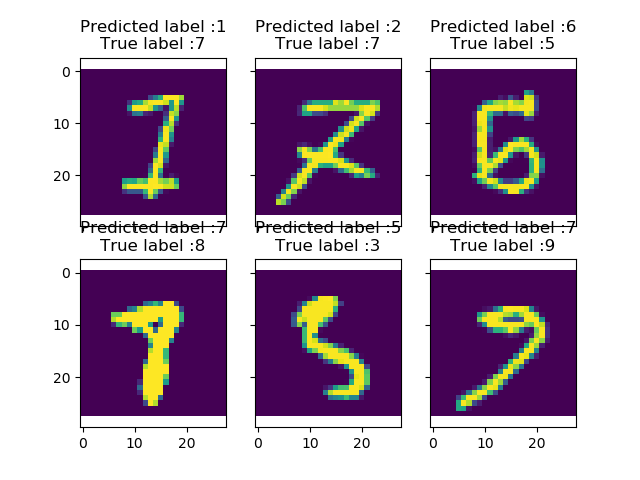 Predicted label :1
True label :7
Predicted label :2
True label :7
Predicted label :6
True label :5
0
10
20
Predicted label :7
True label :8
Predicted label :5
True label :3
Predicted label :7
True label :9
0
10
20
0
10
20
0
10
20
0
10
20